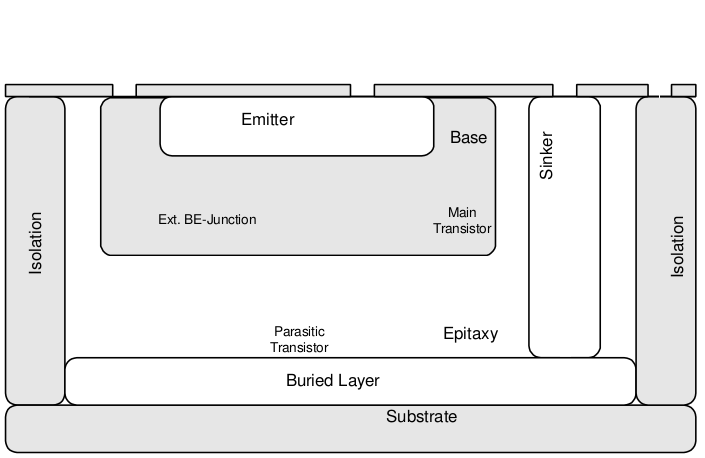 Emitter
Base
Sinker
Isolation
Ext. BE-Junction
Main
Transistor
Isolation
Parasitic
Transistor
Epitaxy
Buried Layer
Substrate